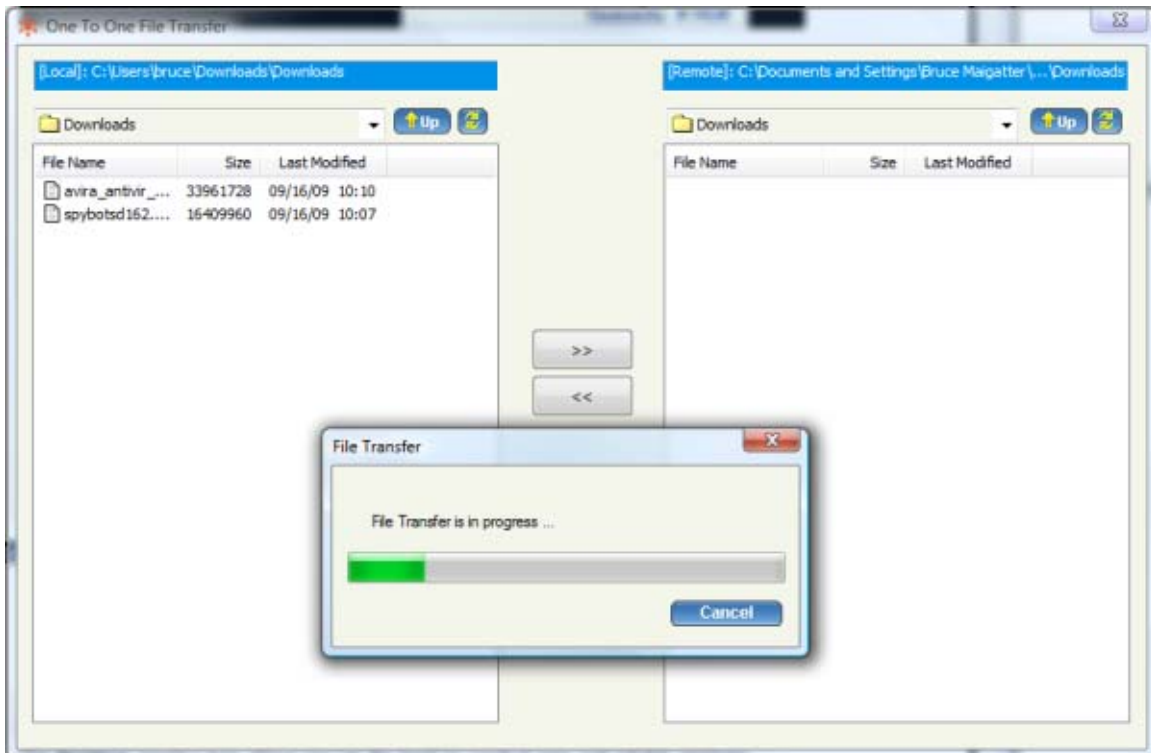 One To One File Transfer
[Local]: C:\Users\bruce\Downloads\Downloads
Downloads
Up
File Name Size Last Modified
avira_antivir_... 33961728 09/16/09 10:10
spybotsd162.... 16409960 09/16/09 10:07
[Remote]: C:\Documents and Settings\Bruce Maigatter\...\Downloads
Downloads
Up
File Name Size Last Modified
>>
<<
File Transfer
File Transfer is in progress ...
Cancel